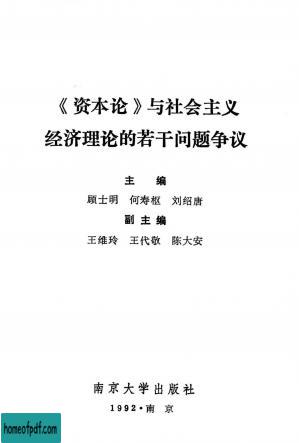 《资本论》与社会主义
经济理论的若干问题争议
主 编
顾士明 何寿枢 刘绍唐
副主编
王维玲 王代敬 陈大安
南京大学出版社
1992·南京
homeofpdf.com